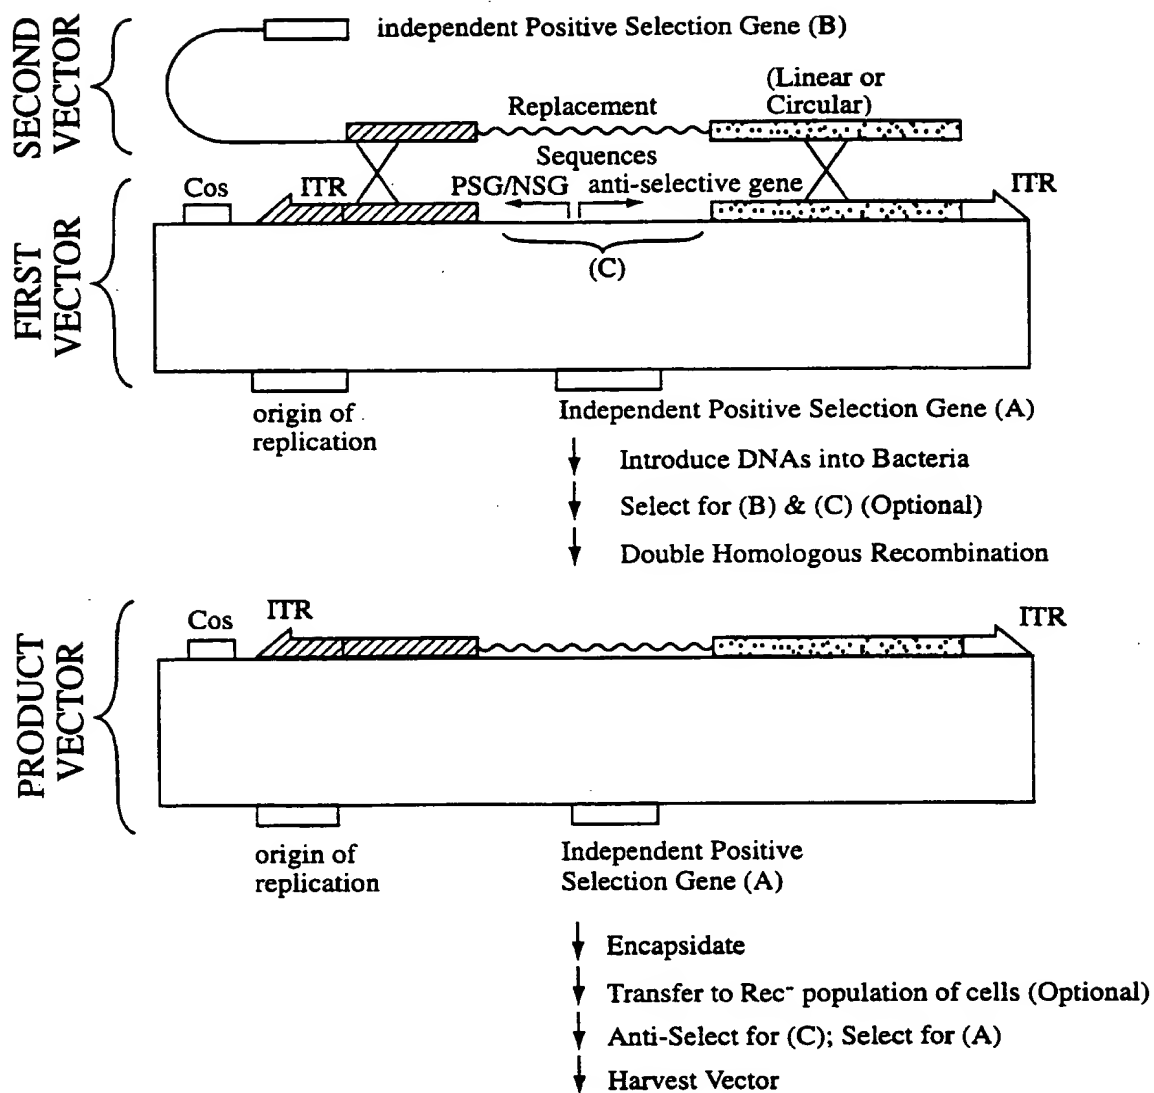 SECOND
VECTOR
independent Positive Selection Gene (B)
(Linear or
Circular)
Replacement
Sequences
Cos
ITR
PSG/NSG
anti-selective gene
ITR
FIRST
VECTOR
(C)
origin of
replication
Independent Positive Selection Gene (A)
Introduce DNAs into Bacteria
Select for (B) & (C) (Optional)
Double Homologous Recombination
PRODUCT
VECTOR
Cos
ITR
ITR
origin of
replication
Independent Positive
Selection Gene (A)
Encapsidate
Transfer to Rec⁻ population of cells (Optional)
Anti-Select for (C); Select for (A)
Harvest Vector